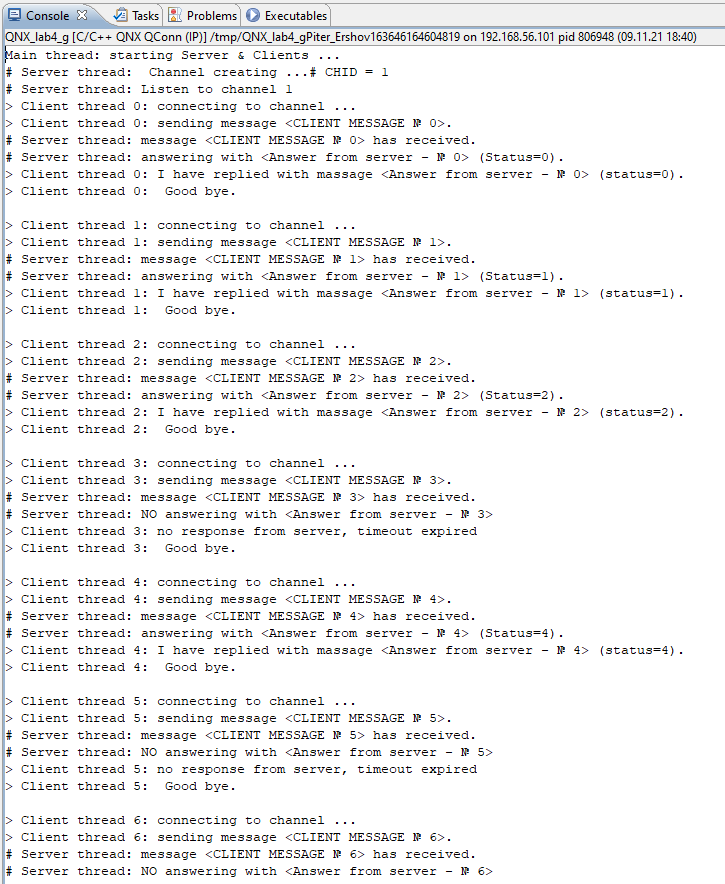 Console Tasks Problems Executables
QNX_lab4_g [C/C++ QNX QConn (IP)] /tmp/QNX_lab4_gPiter_Ershov163646164604819 on 192.168.56.101 pid 806948 (09.11.21 18:40)
Main thread: starting Server & Clients ...
# Server thread:  Channel creating ...# CHID = 1
# Server thread: Listen to channel 1
> Client thread 0: connecting to channel ...
> Client thread 0: sending message <CLIENT MESSAGE № 0>.
# Server thread: message <CLIENT MESSAGE № 0> has received.
# Server thread: answering with <Answer from server - № 0> (Status=0).
> Client thread 0: I have replied with massage <Answer from server - № 0> (status=0).
> Client thread 0:  Good bye.

> Client thread 1: connecting to channel ...
> Client thread 1: sending message <CLIENT MESSAGE № 1>.
# Server thread: message <CLIENT MESSAGE № 1> has received.
# Server thread: answering with <Answer from server - № 1> (Status=1).
> Client thread 1: I have replied with massage <Answer from server - № 1> (status=1).
> Client thread 1:  Good bye.

> Client thread 2: connecting to channel ...
> Client thread 2: sending message <CLIENT MESSAGE № 2>.
# Server thread: message <CLIENT MESSAGE № 2> has received.
# Server thread: answering with <Answer from server - № 2> (Status=2).
> Client thread 2: I have replied with massage <Answer from server - № 2> (status=2).
> Client thread 2:  Good bye.

> Client thread 3: connecting to channel ...
> Client thread 3: sending message <CLIENT MESSAGE № 3>.
# Server thread: message <CLIENT MESSAGE № 3> has received.
# Server thread: NO answering with <Answer from server - № 3>
> Client thread 3: no response from server, timeout expired
> Client thread 3:  Good bye.

> Client thread 4: connecting to channel ...
> Client thread 4: sending message <CLIENT MESSAGE № 4>.
# Server thread: message <CLIENT MESSAGE № 4> has received.
# Server thread: answering with <Answer from server - № 4> (Status=4).
> Client thread 4: I have replied with massage <Answer from server - № 4> (status=4).
> Client thread 4:  Good bye.

> Client thread 5: connecting to channel ...
> Client thread 5: sending message <CLIENT MESSAGE № 5>.
# Server thread: message <CLIENT MESSAGE № 5> has received.
# Server thread: NO answering with <Answer from server - № 5>
> Client thread 5: no response from server, timeout expired
> Client thread 5:  Good bye.

> Client thread 6: connecting to channel ...
> Client thread 6: sending message <CLIENT MESSAGE № 6>.
# Server thread: message <CLIENT MESSAGE № 6> has received.
# Server thread: NO answering with <Answer from server - № 6>